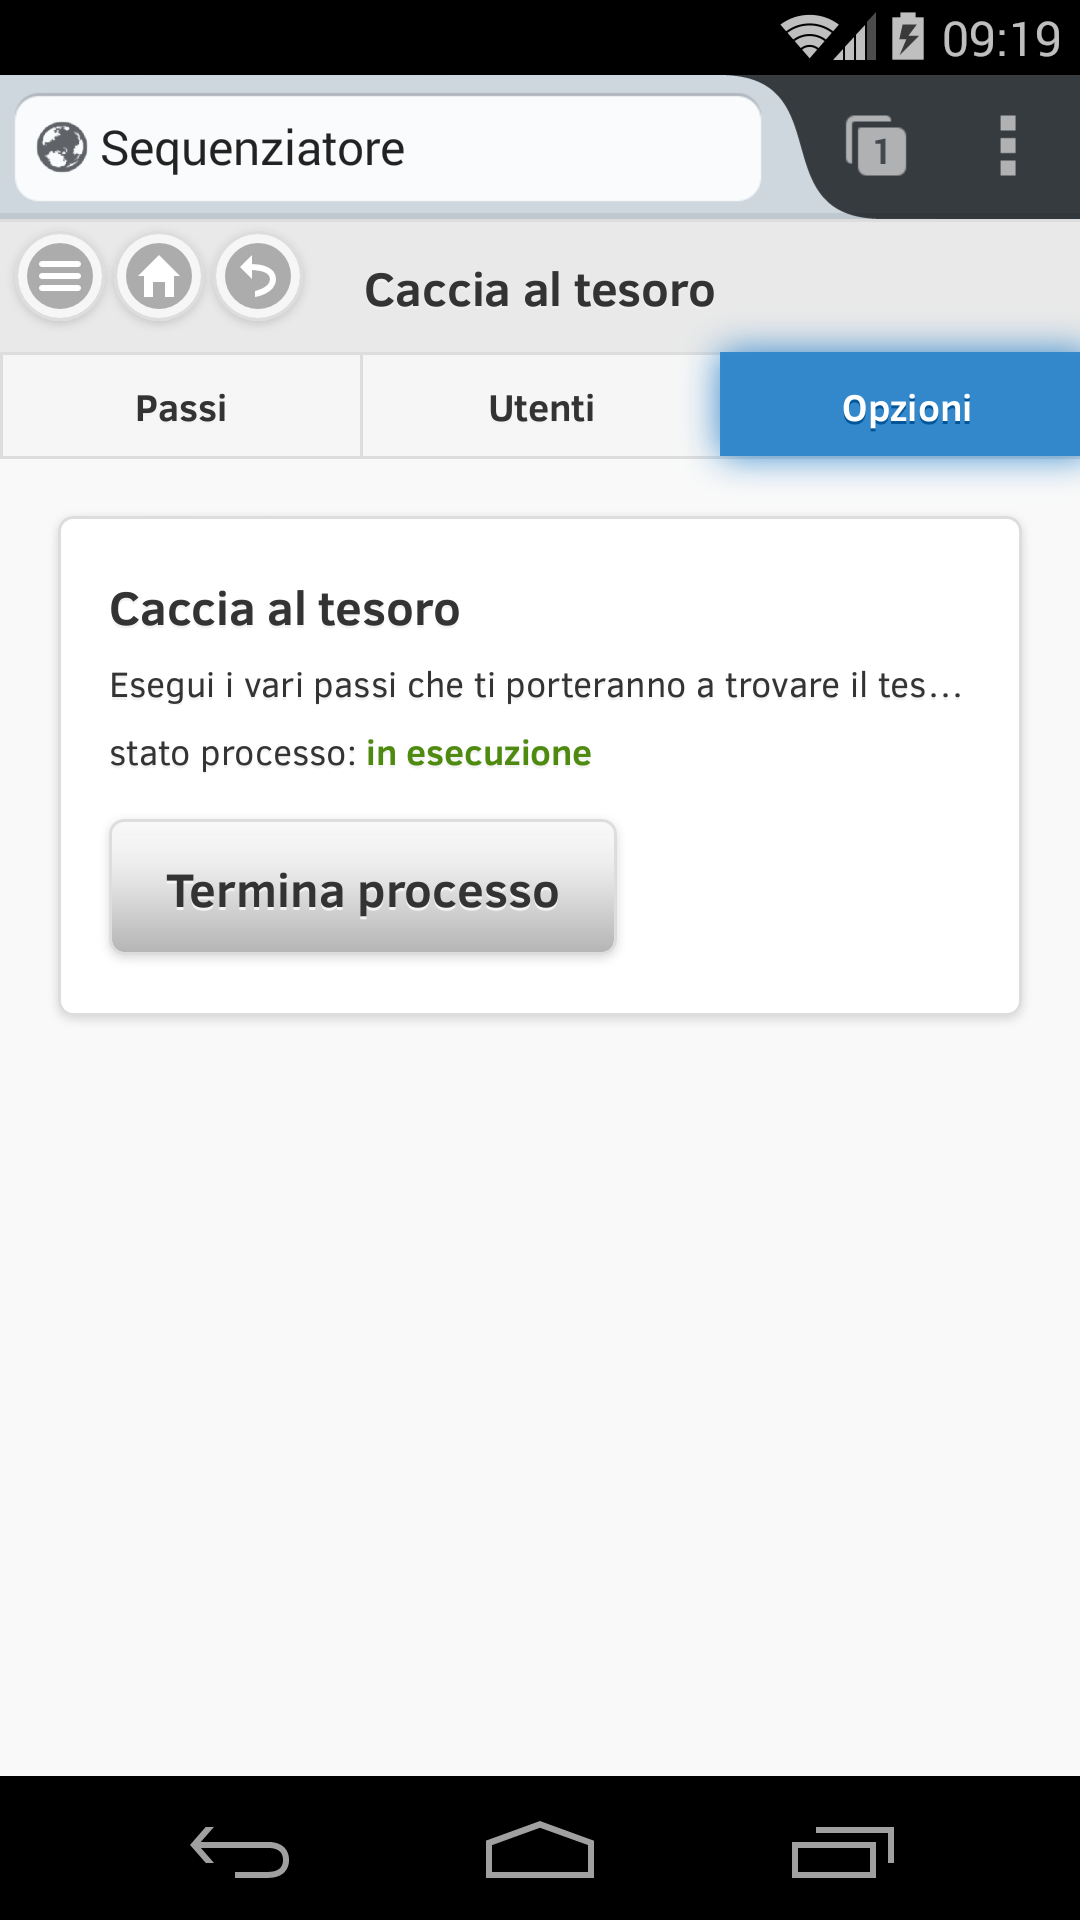 09:19
Sequenziatore
1
Caccia al tesoro
Passi
Utenti
Opzioni
Caccia al tesoro
Esegui i vari passi che ti porteranno a trovare il tes...
stato processo: in esecuzione
Termina processo